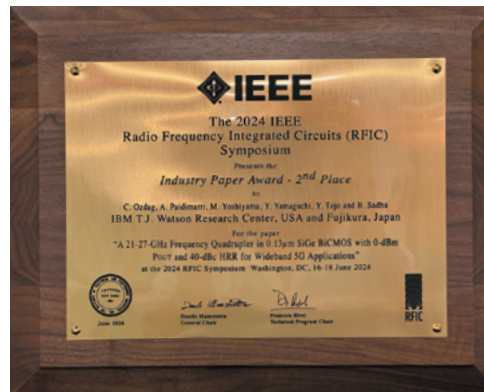 IEEE
The 2024 IEEE
Radio Frequency Integrated Circuits (RFIC)
Symposium
Presents the
Industry Paper Award - 2nd Place
to
C. Ozdag, A. Paidimarri, M. Yoshiyama, Y. Yamaguchi, Y. Tojo and B. Sadhu
IBM T.J. Watson Research Center, USA and Fujikura, Japan
For the paper
"A 21-27-GHz Frequency Quadrupler in 0.13μm SiGe BiCMOS with 0-dBm
Pout and 40-dBc HRR for Wideband 5G Applications"
at the 2024 RFIC Symposium Washington, DC, 16-18 June 2024
June 2024
Danilo Manstretta
General Chair
Francois Rivet
Technical Program Chair
RFIC